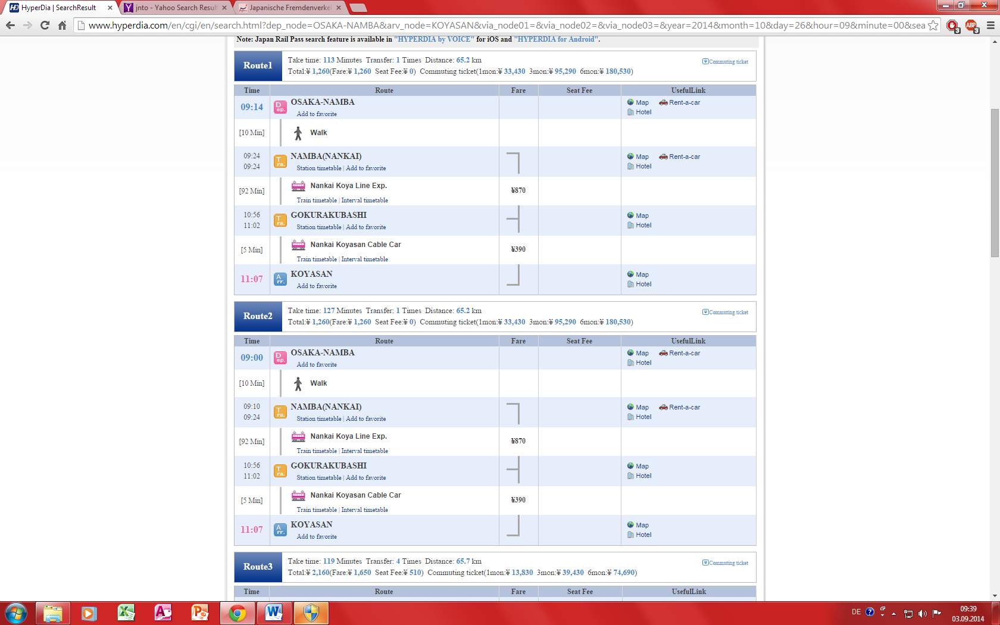 HyperDia | SearchResult
jnto - Yahoo Search Result
Japanische Fremdenverke
www.hyperdia.com/en/cgi/en/search.html?dep_node=OSAKA-NAMBA&arv_node=KOYASAN&via_node01=&via_node02=&via_node03=&year=2014&month=10&day=26&hour=09&minute=00&sea
3
ABP
3
Note: Japan Rail Pass search feature is available in "HYPERDIA by VOICE" for iOS and "HYPERDIA for Android".
Route1
Take time: 113 Minutes Transfer: 1 Times Distance: 65.2 km
Commuting ticket
Total:¥ 1,260(Fare:¥ 1,260 Seat Fee:¥ 0) Commuting ticket(1mon:¥ 33,430 3mon:¥ 95,290 6mon:¥ 180,530)
Time Route Fare Seat Fee UsefulLink
09:14 Dep. OSAKA-NAMBA Map Rent-a-car
Add to favorite Hotel
[10 Min] Walk
09:24 Tra. NAMBA(NANKAI) Map Rent-a-car
09:24 Station timetable | Add to favorite Hotel
Nankai Koya Line Exp.
[92 Min] ¥870
Train timetable | Interval timetable
10:56 Tra. GOKURAKUBASHI Map
11:02 Station timetable | Add to favorite Hotel
Nankai Koyasan Cable Car
[5 Min] ¥390
Train timetable | Interval timetable
11:07 Arr. KOYASAN Map
Add to favorite Hotel
Route2
Take time: 127 Minutes Transfer: 1 Times Distance: 65.2 km
Commuting ticket
Total:¥ 1,260(Fare:¥ 1,260 Seat Fee:¥ 0) Commuting ticket(1mon:¥ 33,430 3mon:¥ 95,290 6mon:¥ 180,530)
Time Route Fare Seat Fee UsefulLink
09:00 Dep. OSAKA-NAMBA Map Rent-a-car
Add to favorite Hotel
[10 Min] Walk
09:10 Tra. NAMBA(NANKAI) Map Rent-a-car
09:24 Station timetable | Add to favorite Hotel
Nankai Koya Line Exp.
[92 Min] ¥870
Train timetable | Interval timetable
10:56 Tra. GOKURAKUBASHI Map
11:02 Station timetable | Add to favorite Hotel
Nankai Koyasan Cable Car
[5 Min] ¥390
Train timetable | Interval timetable
11:07 Arr. KOYASAN Map
Add to favorite Hotel
Route3
Take time: 119 Minutes Transfer: 4 Times Distance: 65.7 km
Commuting ticket
Total:¥ 2,160(Fare:¥ 1,650 Seat Fee:¥ 510) Commuting ticket(1mon:¥ 13,830 3mon:¥ 39,430 6mon:¥ 74,690)
Time Route Fare Seat Fee UsefulLink
DE
09:39
03.09.2014